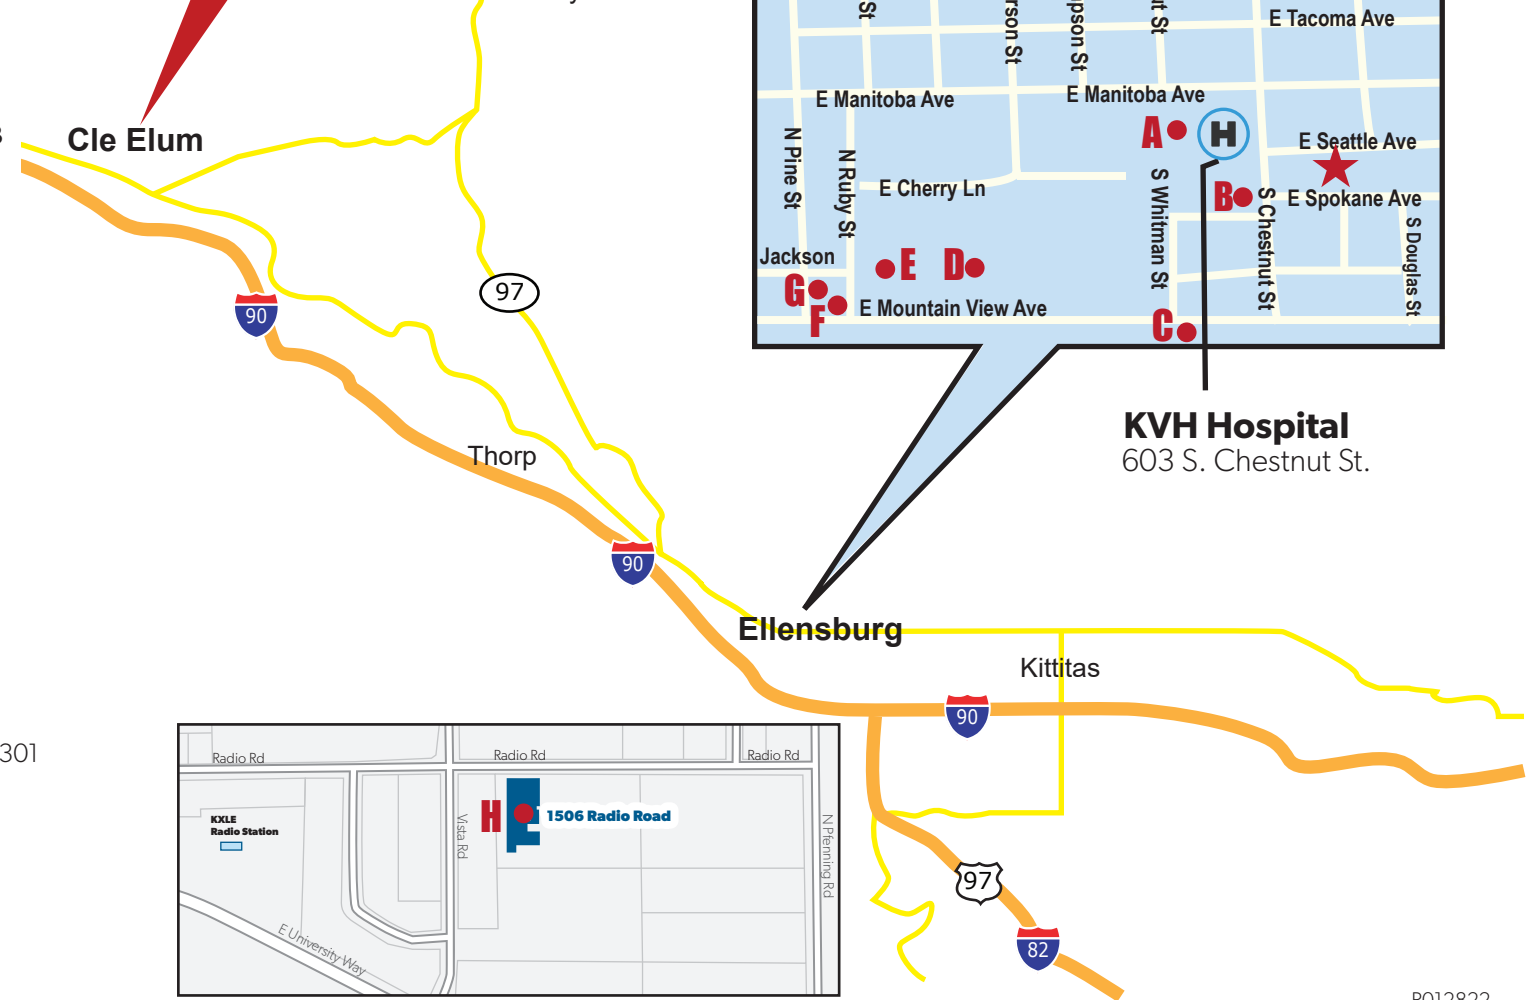 E Tacoma Ave
E Manitoba Ave
E Manitoba Ave
A
H
E Seattle Ave
N Pine St
N Ruby St
E Cherry Ln
S Whitman St
B
S Chestnut St
E Spokane Ave
S Douglas St
Jackson
E
D
G
F
E Mountain View Ave
C
Cle Elum
90
97
KVH Hospital
603 S. Chestnut St.
Thorp
90
Ellensburg
Kittitas
90
301
Radio Rd
Radio Rd
Radio Rd
KXLE
Radio Station
H
1506 Radio Road
Vista Rd
N Pfenning Rd
E University Way
97
82